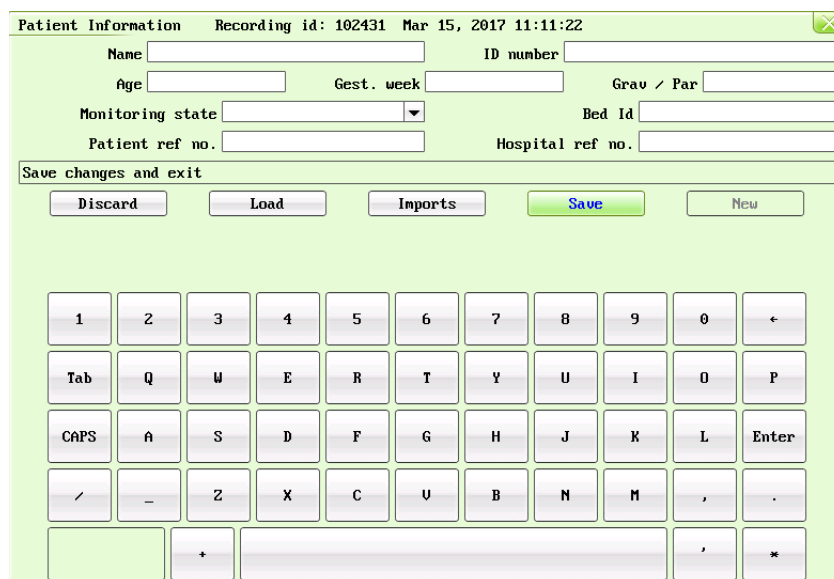 Patient Information Recording id: 102431 Mar 15, 2017 11:11:22
Name ID number
Age Gest. week Grav / Par
Monitoring state Bed Id
Patient ref no. Hospital ref no.
Save changes and exit
Discard Load Imports Save New
1 2 3 4 5 6 7 8 9 0 ←
Tab Q W E R T Y U I O P
CAPS A S D F G H J K L Enter
/ _ Z X C V B N M , .
+ ' *